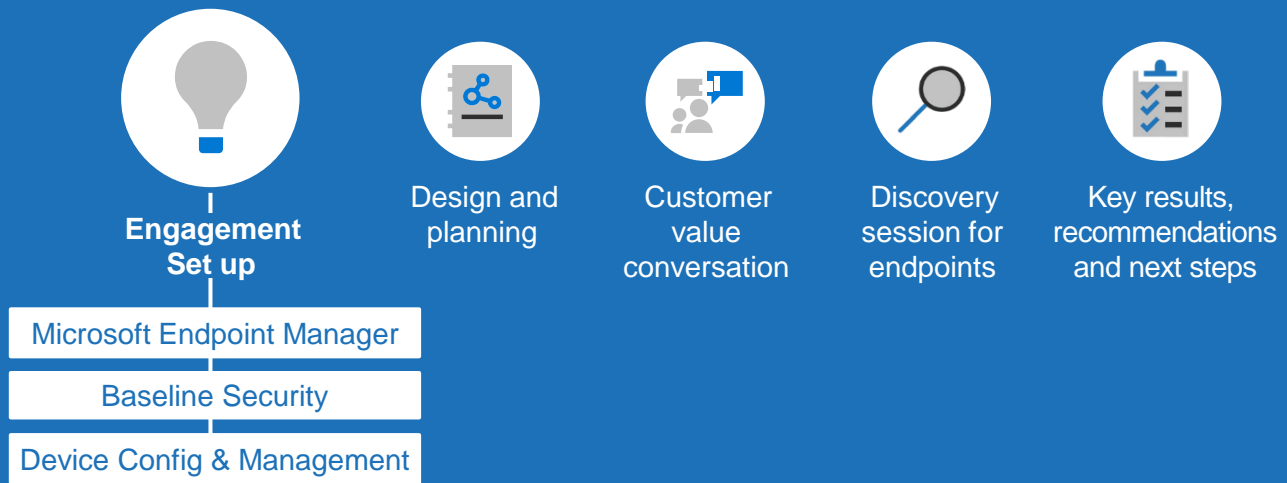 Engagement
Set up
Design and
planning
Customer
value
conversation
Discovery
session for
endpoints
Key results,
recommendations
and next steps
Microsoft Endpoint Manager
Baseline Security
Device Config & Management